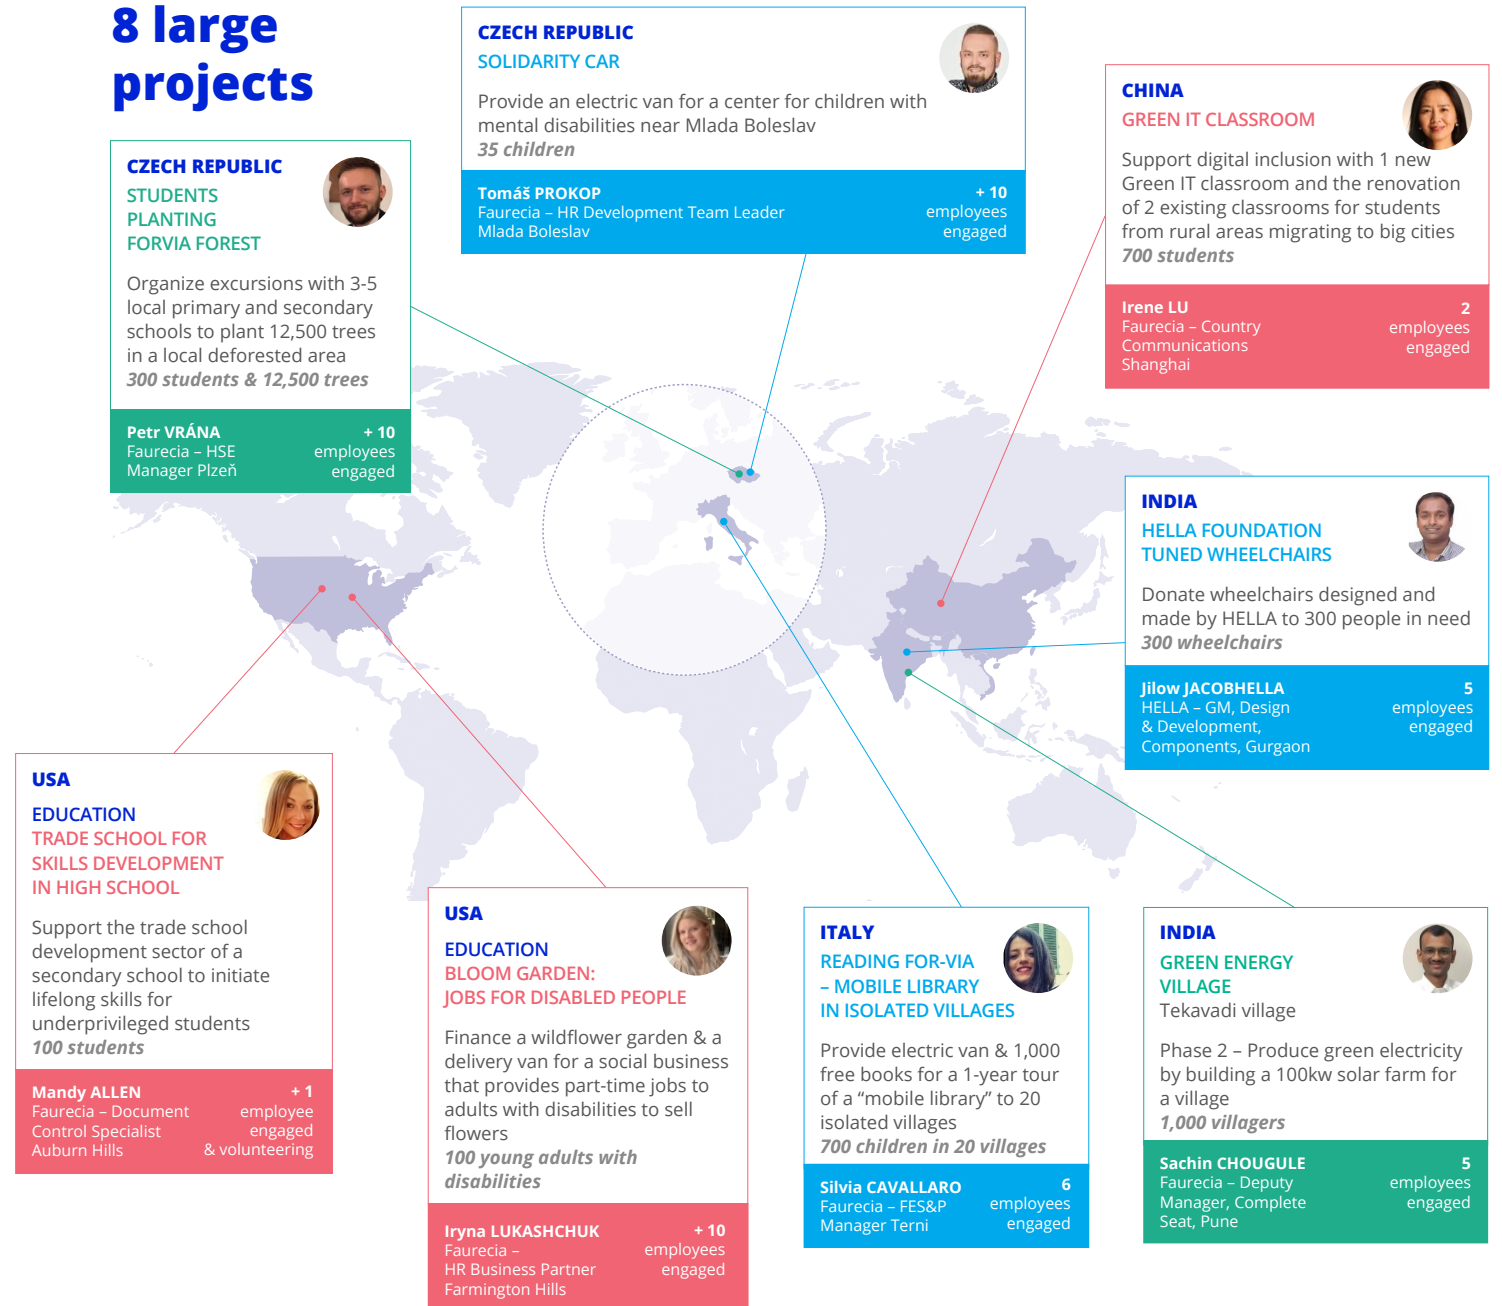 8 large
projects
CZECH REPUBLIC
STUDENTS
PLANTING
FORVIA FOREST
Organize excursions with 3-5
local primary and secondary
schools to plant 12,500 trees
in a local deforested area
300 students & 12,500 trees
Petr VRÁNA
Faurecia – HSE
Manager Plzeň
+ 10
employees
engaged
CZECH REPUBLIC
SOLIDARITY CAR
Provide an electric van for a center for children with
mental disabilities near Mlada Boleslav
35 children
Tomáš PROKOP
Faurecia – HR Development Team Leader
Mlada Boleslav
+ 10
employees
engaged
CHINA
GREEN IT CLASSROOM
Support digital inclusion with 1 new
Green IT classroom and the renovation
of 2 existing classrooms for students
from rural areas migrating to big cities
700 students
Irene LU
Faurecia – Country
Communications
Shanghai
2
employees
engaged
INDIA
HELLA FOUNDATION
TUNED WHEELCHAIRS
Donate wheelchairs designed and
made by HELLA to 300 people in need
300 wheelchairs
Jilow JACOBHELLA
HELLA – GM, Design
& Development,
Components, Gurgaon
5
employees
engaged
USA
EDUCATION
TRADE SCHOOL FOR
SKILLS DEVELOPMENT
IN HIGH SCHOOL
Support the trade school
development sector of a
secondary school to initiate
lifelong skills for
underprivileged students
100 students
Mandy ALLEN
Faurecia – Document
Control Specialist
Auburn Hills
+ 1
employee
engaged
& volunteering
USA
EDUCATION
BLOOM GARDEN:
JOBS FOR DISABLED PEOPLE
Finance a wildflower garden & a
delivery van for a social business
that provides part-time jobs to
adults with disabilities to sell
flowers
100 young adults with
disabilities
Iryna LUKASHCHUK
Faurecia –
HR Business Partner
Farmington Hills
+ 10
employees
engaged
ITALY
READING FOR-VIA
– MOBILE LIBRARY
IN ISOLATED VILLAGES
Provide electric van & 1,000
free books for a 1-year tour
of a “mobile library” to 20
isolated villages
700 children in 20 villages
Silvia CAVALLARO
Faurecia – FES&P
Manager Terni
6
employees
engaged
INDIA
GREEN ENERGY
VILLAGE
Tekavadi village
Phase 2 – Produce green electricity
by building a 100kw solar farm for
a village
1,000 villagers
Sachin CHOUGULE
Faurecia – Deputy
Manager, Complete
Seat, Pune
5
employees
engaged